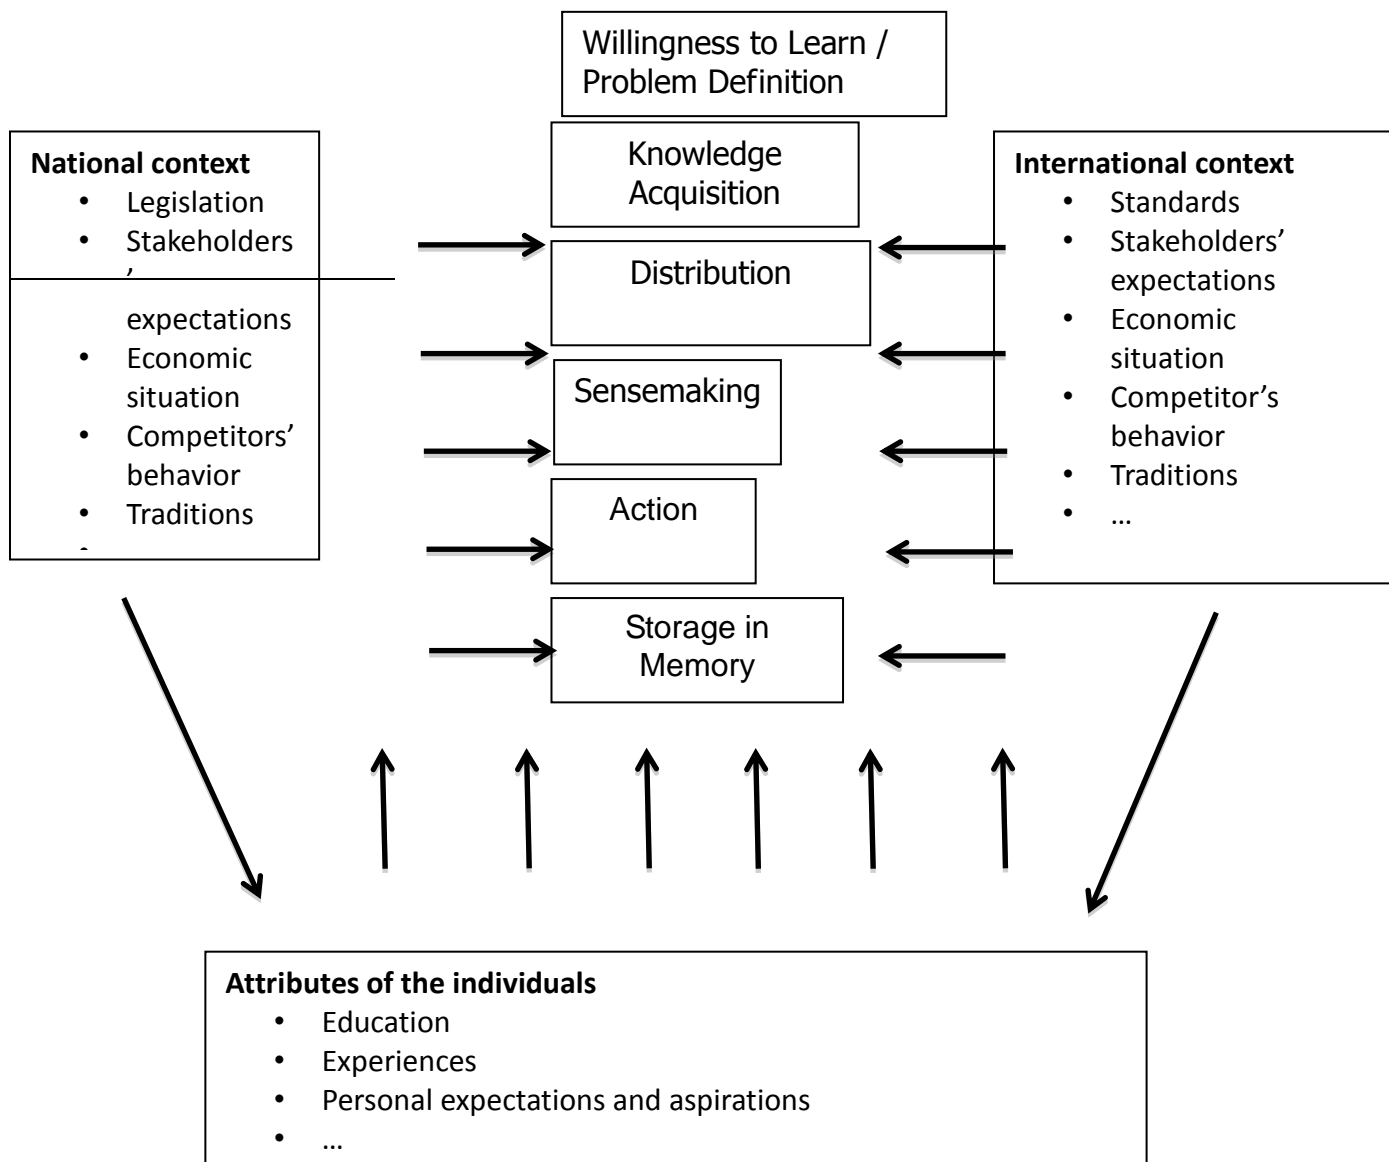 Willingness to Learn /
Problem Definition
Knowledge
Acquisition
Distribution
Sensemaking
Action
Storage in
Memory
National context
• Legislation
• Stakeholders
’
expectations
• Economic
situation
• Competitors’
behavior
• Traditions
•
International context
• Standards
• Stakeholders’
expectations
• Economic
situation
• Competitor’s
behavior
• Traditions
• ...
Attributes of the individuals
• Education
• Experiences
• Personal expectations and aspirations
• ...